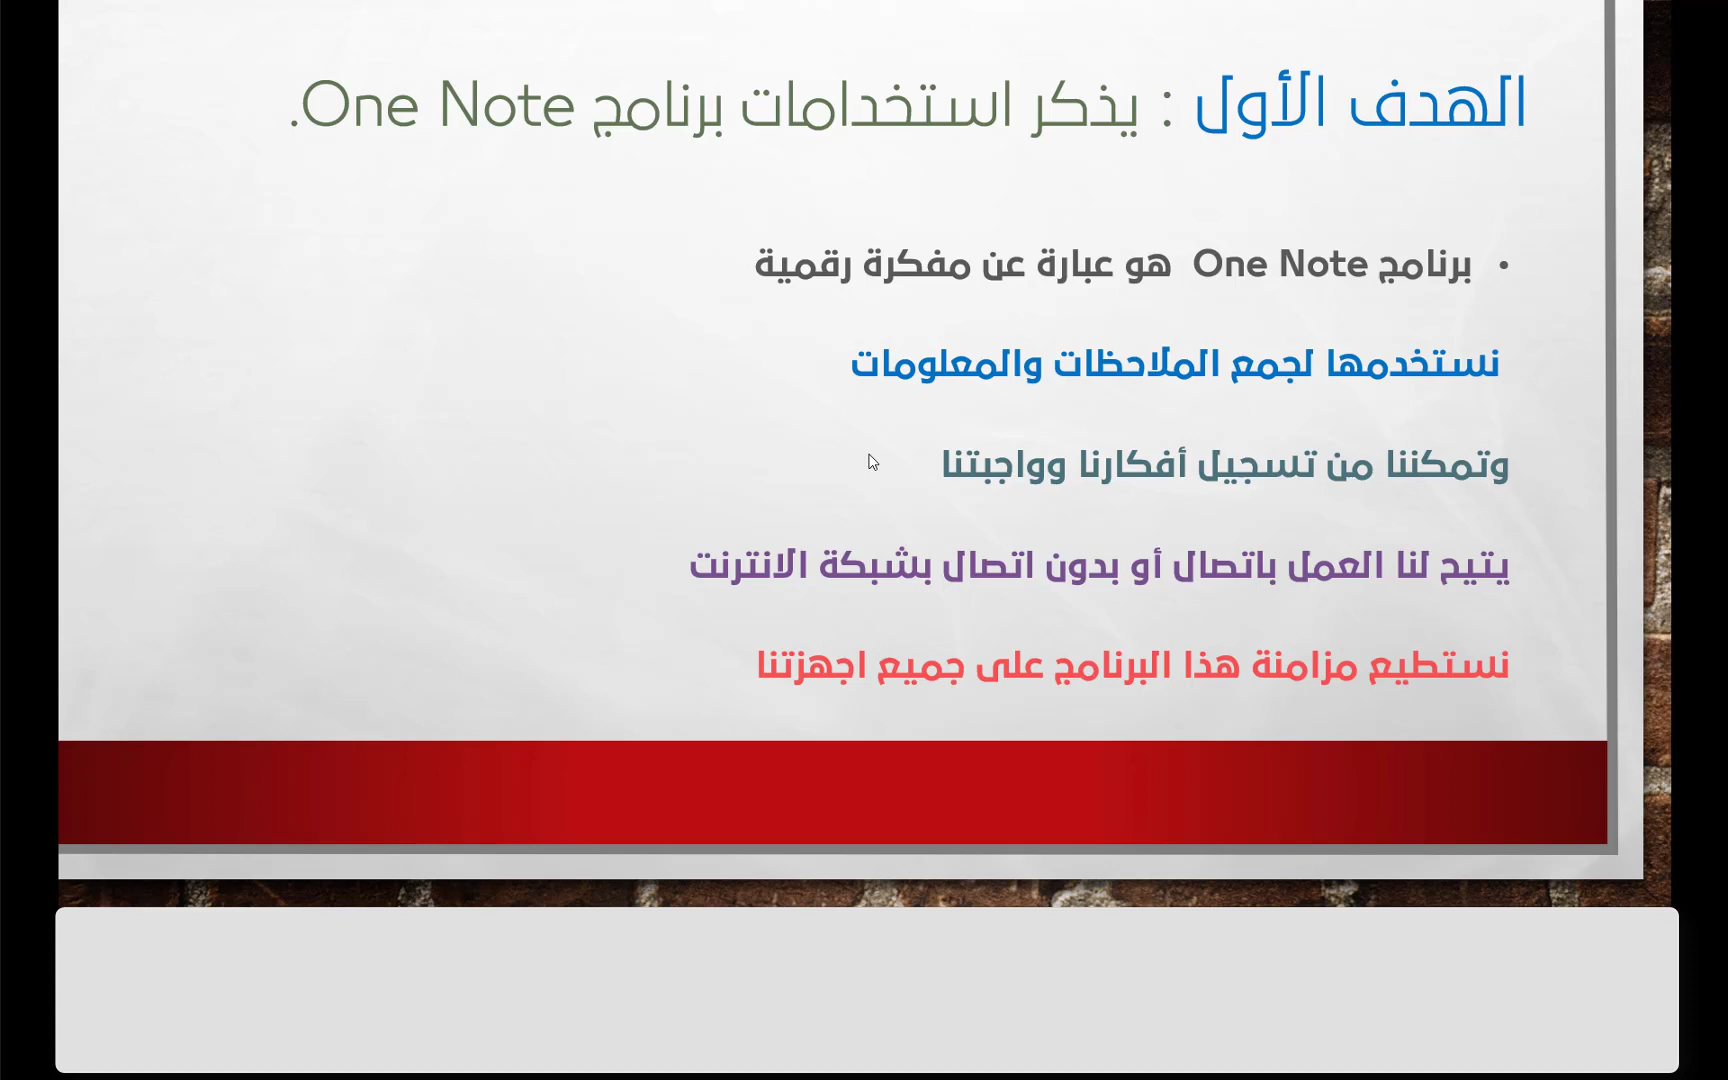 الهدف الأول : يذكر استخدامات برنامج One Note.
• برنامج One Note هو عبارة عن مفكرة رقمية
نستخدمها لجمع الملاحظات والمعلومات
وتمكننا من تسجيل أفكارنا وواجبتنا
يتيح لنا العمل باتصال أو بدون اتصال بشبكة الانترنت
نستطيع مزامنة هذا البرنامج على جميع اجهزتنا